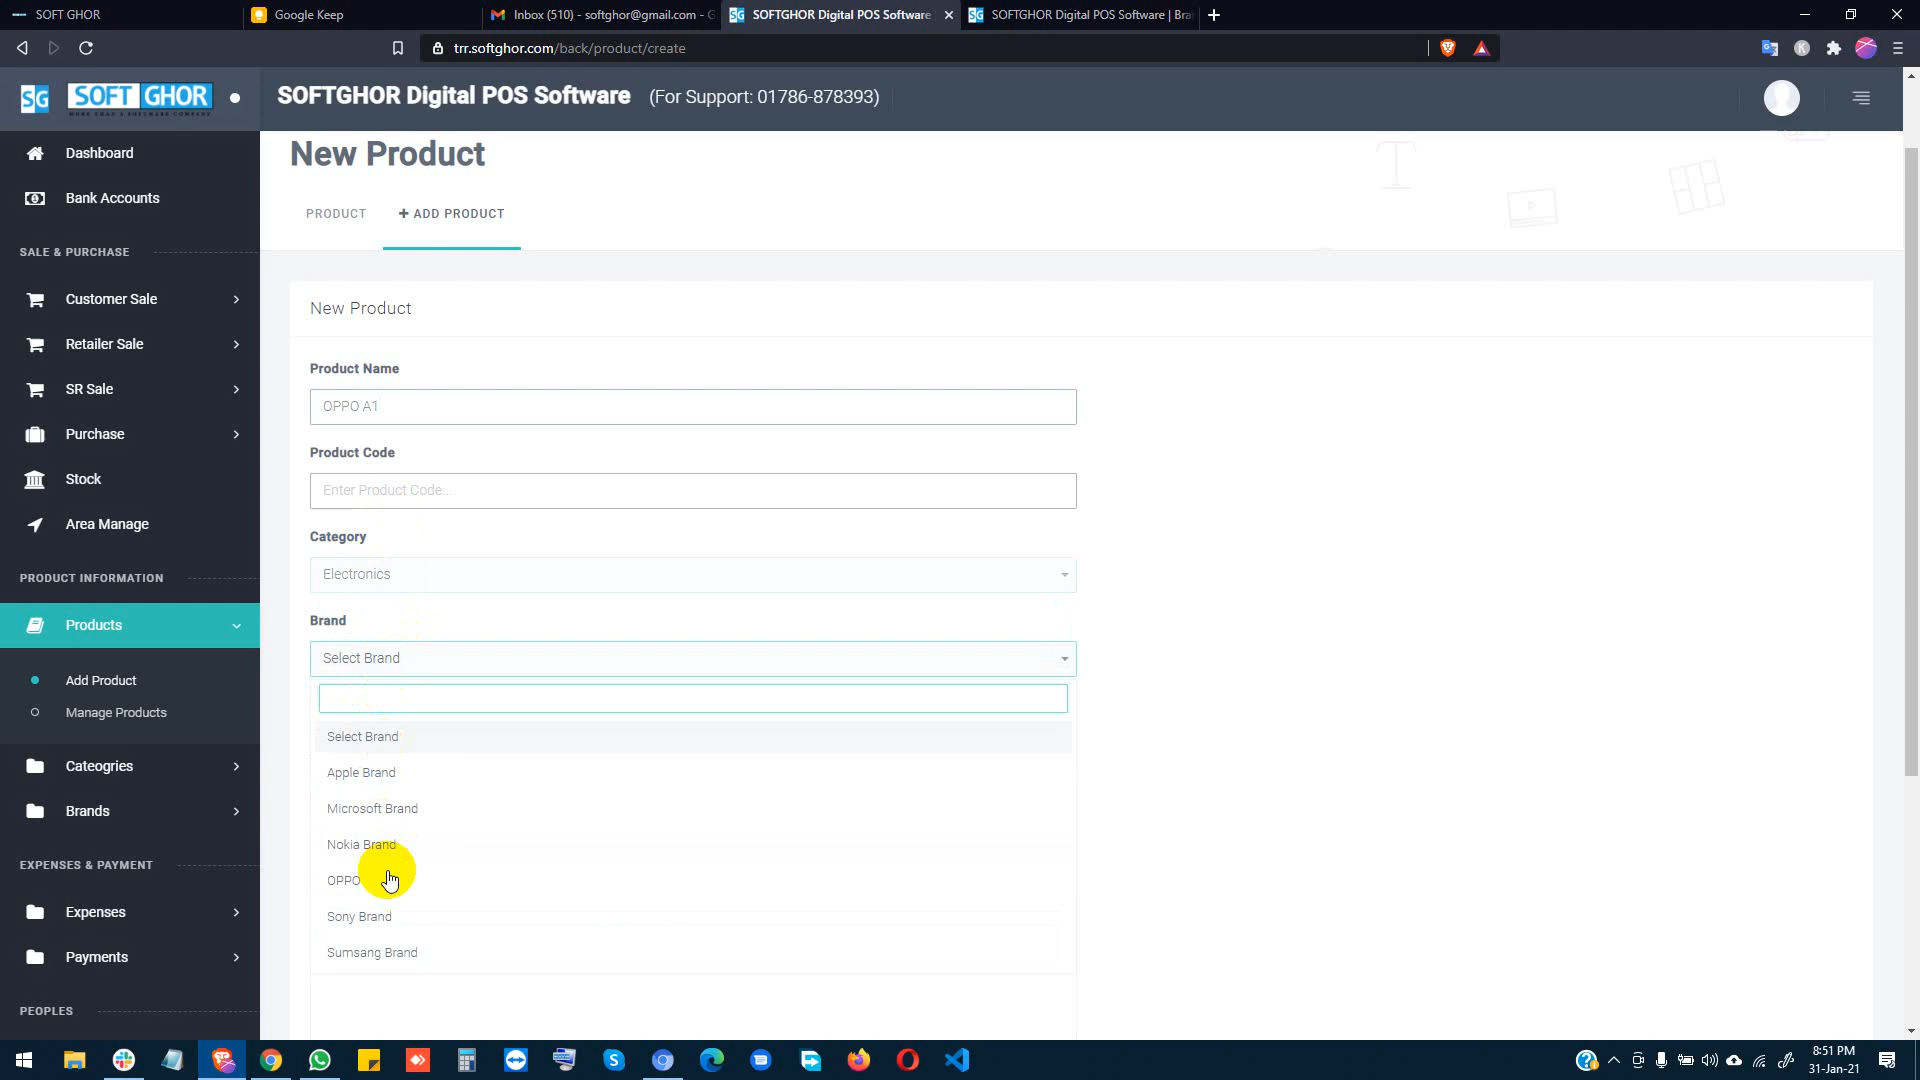 SOFT GHOR
Google Keep
Inbox (510) - softghor@gmail.com - G
SOFTGHOR Digital POS Software
SOFTGHOR Digital POS Software | Bra
trr.softghor.com/back/product/create
SG SOFT GHOR
MORE THAN A SOFTWARE COMPANY
SOFTGHOR Digital POS Software (For Support: 01786-878393)
Dashboard
Bank Accounts
SALE & PURCHASE
Customer Sale
Retailer Sale
SR Sale
Purchase
Stock
Area Manage
PRODUCT INFORMATION
Products
Add Product
Manage Products
Cateogries
Brands
EXPENSES & PAYMENT
Expenses
Payments
PEOPLES
New Product
PRODUCT
ADD PRODUCT
New Product
Product Name
OPPO A1
Product Code
Enter Product Code...
Category
Electronics
Brand
Select Brand
Select Brand
Apple Brand
Microsoft Brand
Nokia Brand
OPPO
Sony Brand
Sumsang Brand
8:51 PM
31-Jan-21